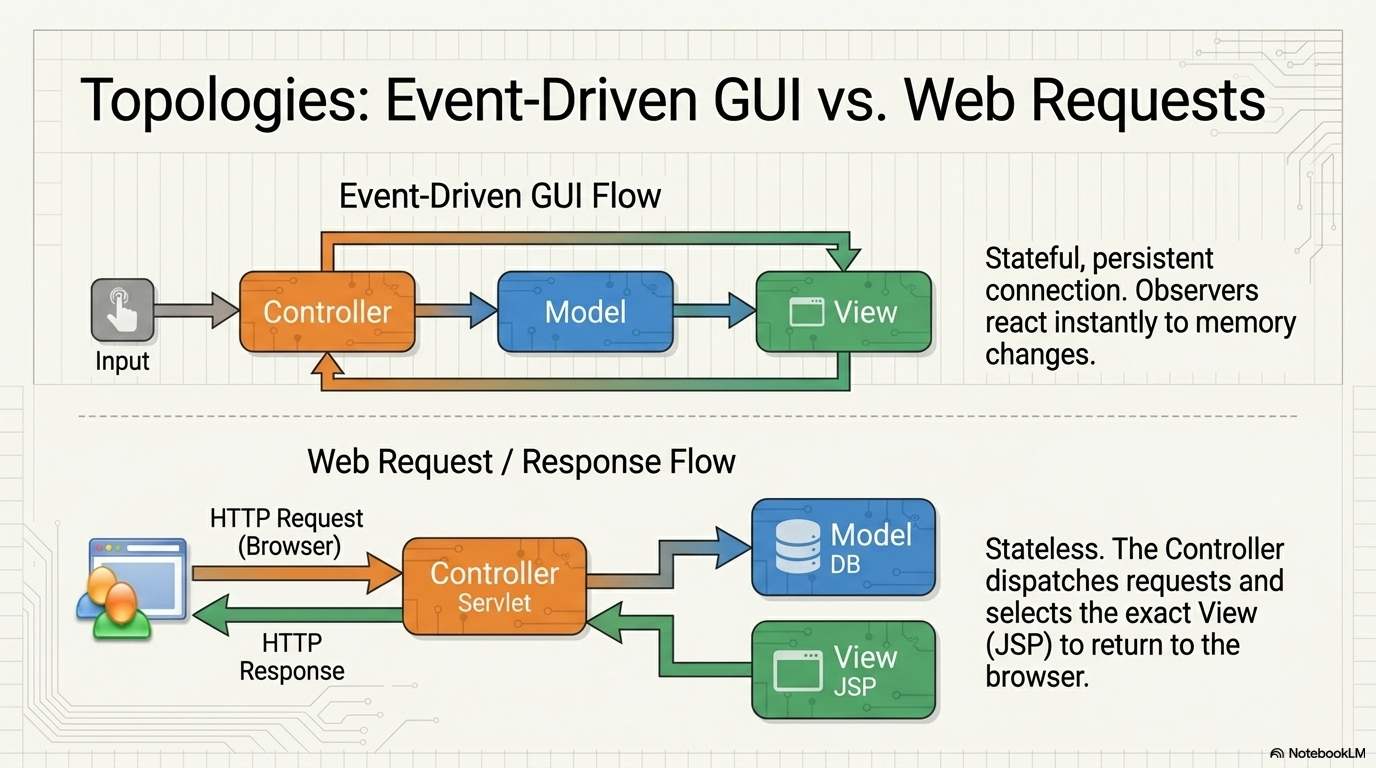 Topologies: Event-Driven GUI vs. Web Requests
Event-Driven GUI Flow
Input
Controller
Model
View
Stateful, persistent
connection. Observers
react instantly to memory
changes.
Web Request / Response Flow
HTTP Request
(Browser)
HTTP
Response
Controller
Servlet
Model
DB
View
JSP
Stateless. The Controller
dispatches requests and
selects the exact View
(JSP) to return to the
browser.
NotebookLM